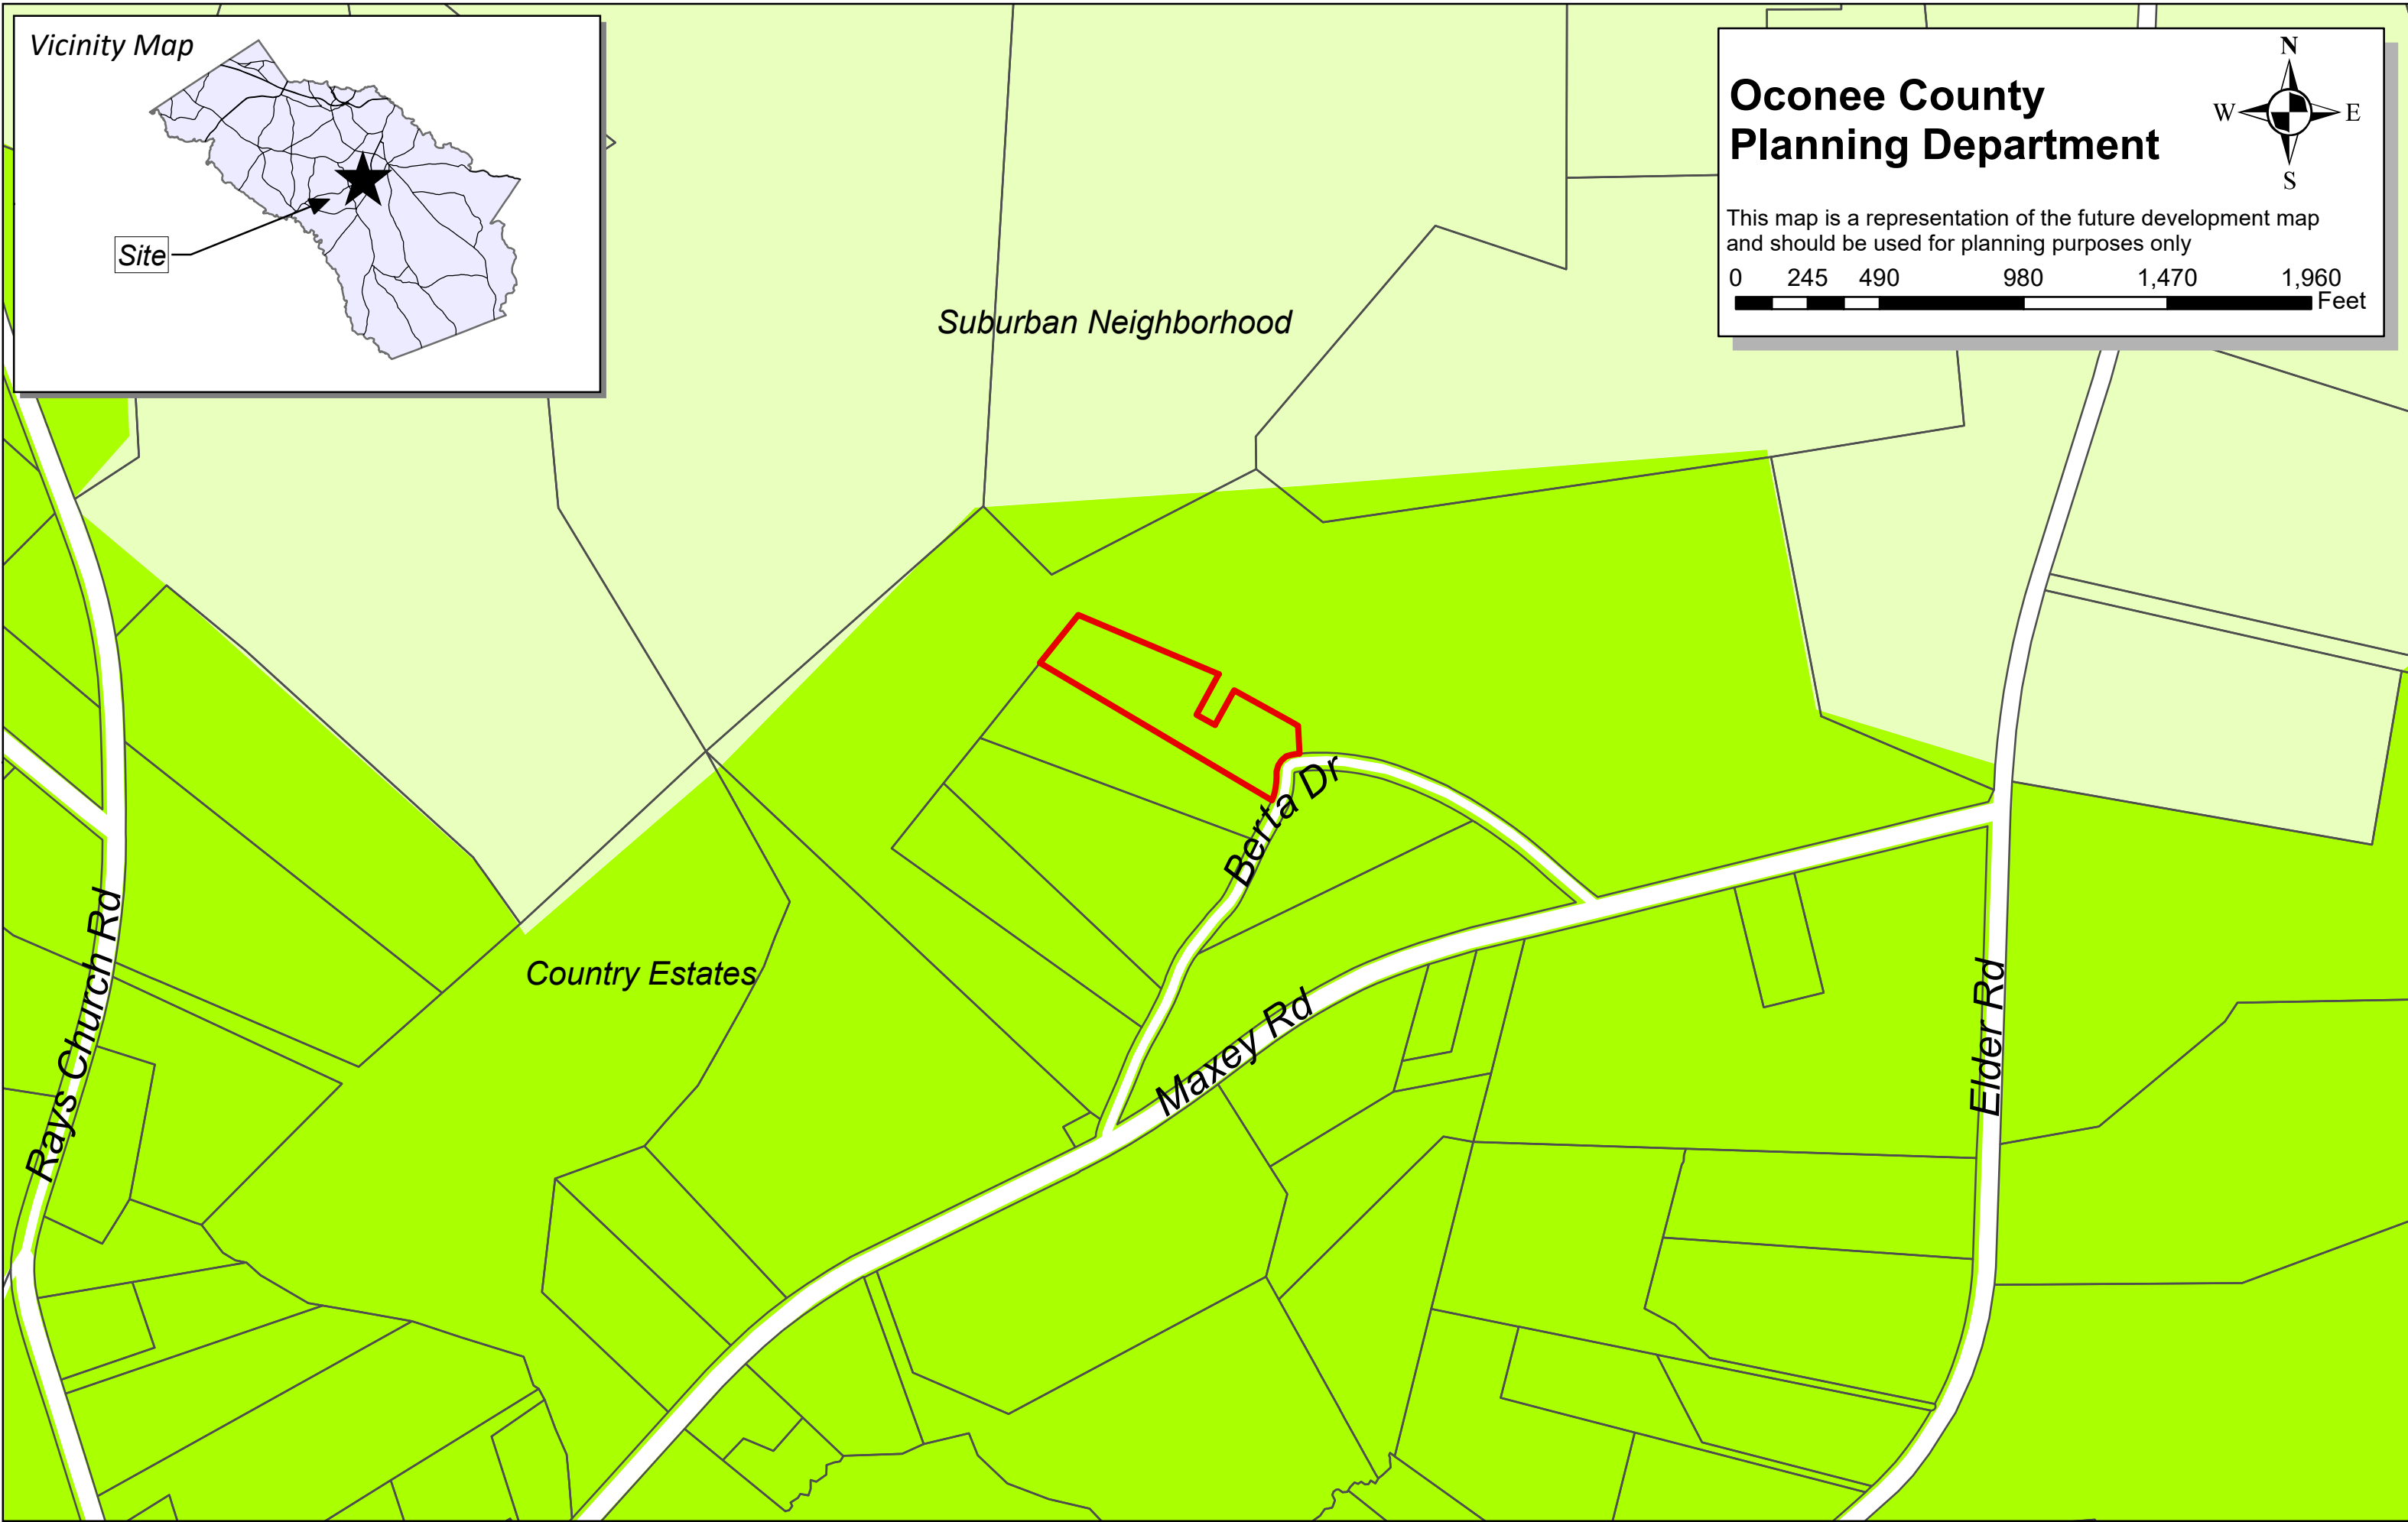 Vicinity Map
Site
Oconee County
Planning Department
N
W
E
S
This map is a representation of the future development map
and should be used for planning purposes only
0 245 490 980 1,470 1,960
Feet
Suburban Neighborhood
Country Estates
Berta Dr
Maxey Rd
Rays Church Rd
Elder Rd